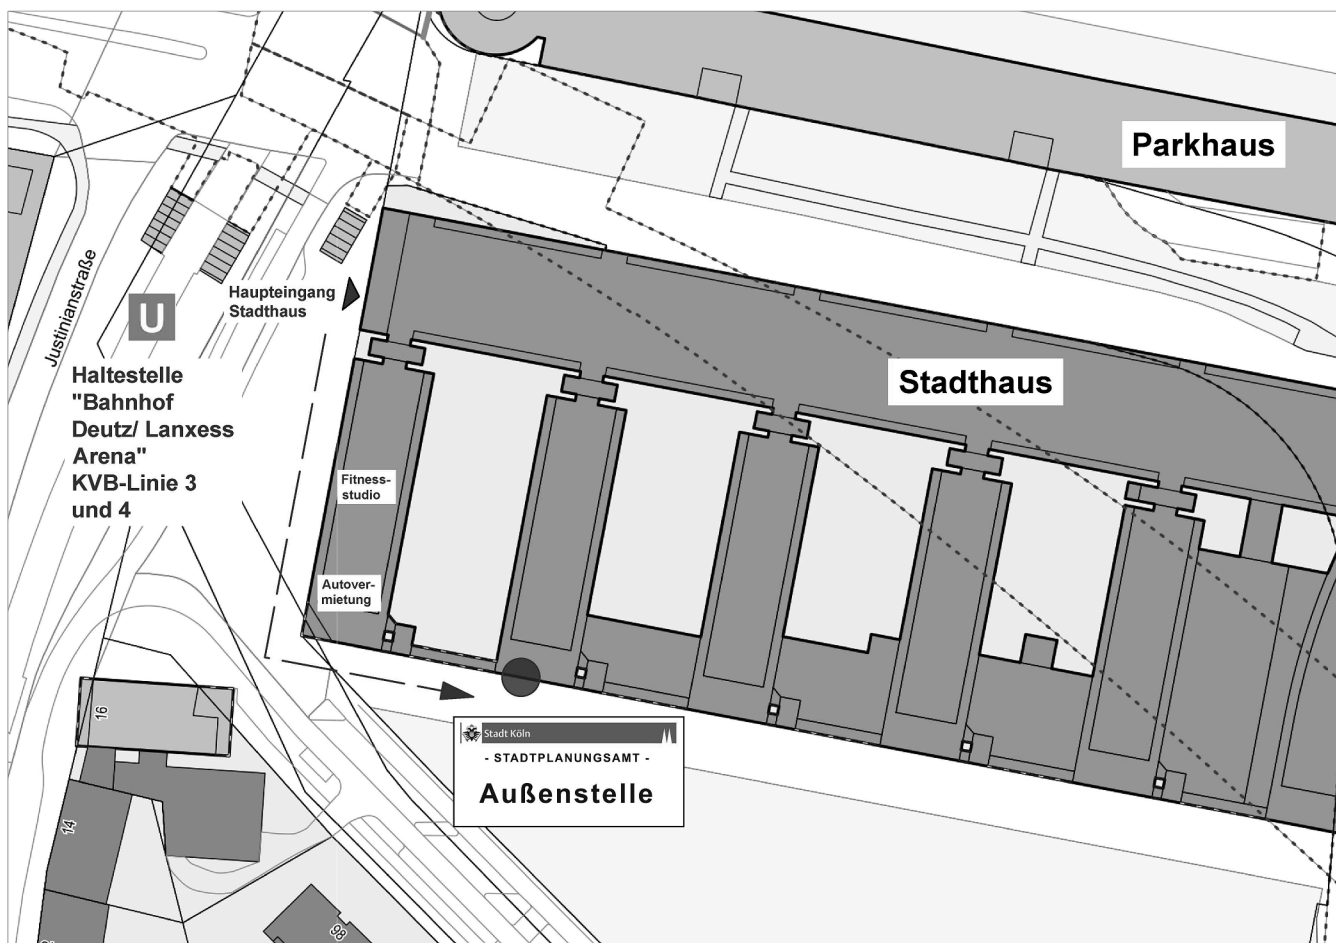 Parkhaus
Justinianstraße
U
Haupteingang
Stadthaus
Haltestelle
"Bahnhof
Deutz/ Lanxess
Arena"
KVB-Linie 3
und 4
Stadthaus
Fitness-
studio
Autover-
mietung
Stadt Köln
- STADTPLANUNGSAMT -
Außenstelle
16
14
98